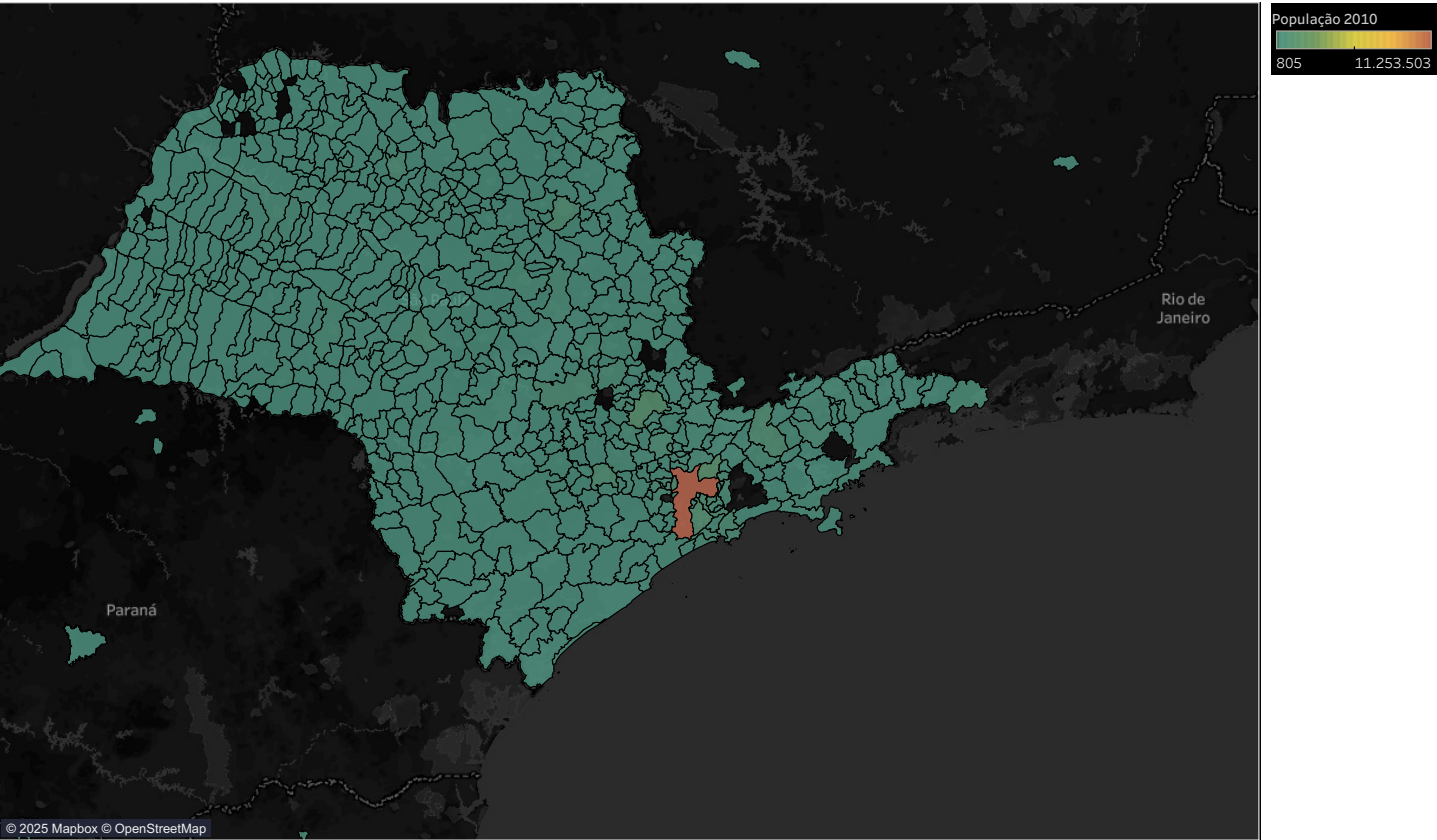 População 2010
805 11.253.503
Rio de
Janeiro
Paraná
© 2025 Mapbox © OpenStreetMap